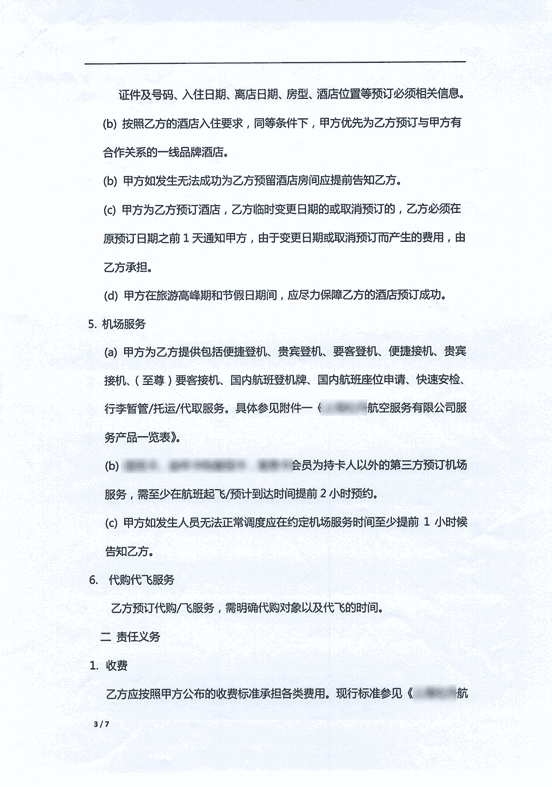 证件及号码、入住日期、离店日期、房型、酒店位置等预订必须相关信息。
(b) 按照乙方的酒店入住要求，同等条件下，甲方优先为乙方预订与甲方有
合作关系的一线品牌酒店。
(b) 甲方如发生无法成功为乙方预留酒店房间应提前告知乙方。
(c) 甲方为乙方预订酒店，乙方临时变更日期的或取消预订的，乙方必须在
原预订日期之前 1 天通知甲方，由于变更日期或取消预订而产生的费用，由
乙方承担。
(d) 甲方在旅游高峰期和节假日期间，应尽力保障乙方的酒店预订成功。
5. 机场服务
(a) 甲方为乙方提供包括便捷登机、贵宾登机、要客登机、便捷接机、贵宾
接机、（至尊）要客接机、国内航班登机牌、国内航班座位申请、快速安检、
行李暂管/托运/代取服务。具体参见附件一《航空服务有限公司服
务产品一览表》。
(b) 会员为持卡人以外的第三方预订机场
服务，需至少在航班起飞/预计到达时间提前 2 小时预约。
(c) 甲方如发生人员无法正常调度应在约定机场服务时间至少提前 1 小时候
告知乙方。
6. 代购代飞服务
乙方预订代购/飞服务，需明确代购对象以及代飞的时间。
二 责任义务
1. 收费
乙方应按照甲方公布的收费标准承担各类费用。现行标准参见《航
3 / 7